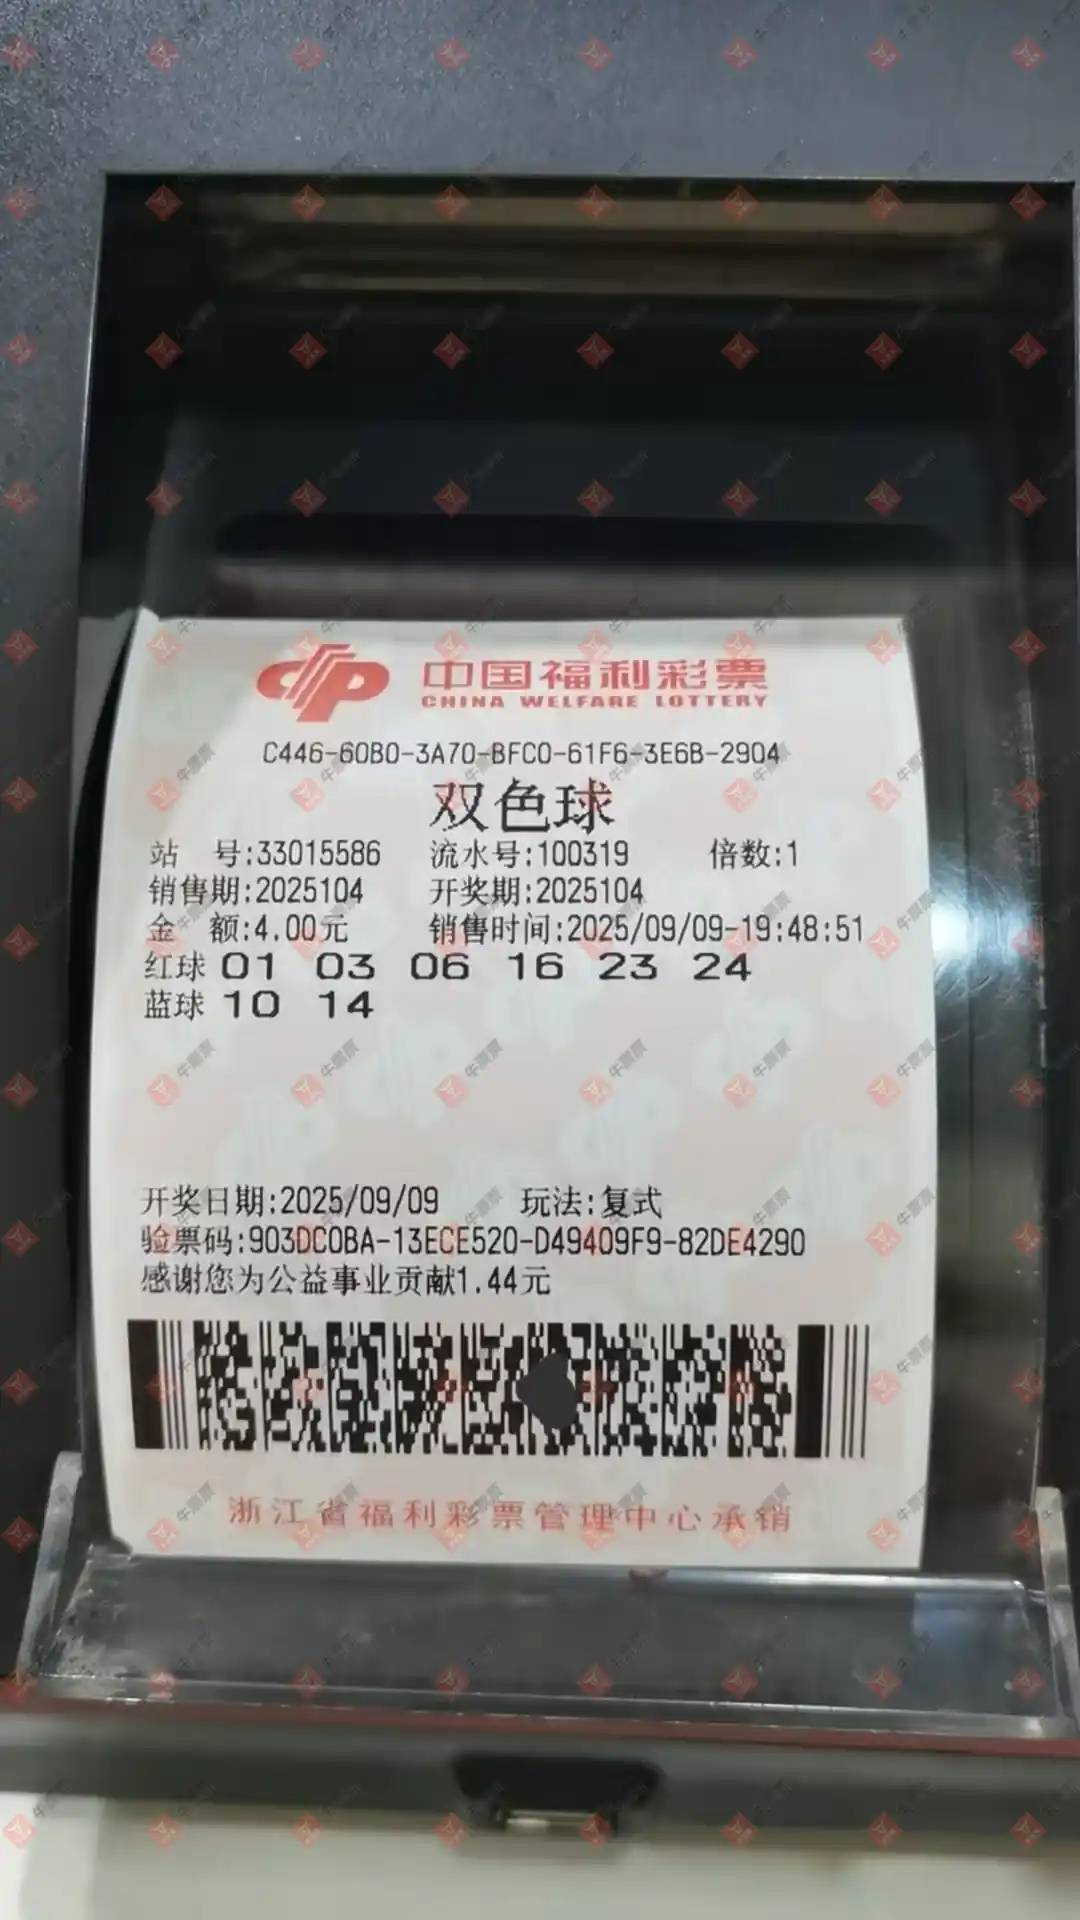 中国福利彩票
CHINA WELFARE LOTTERY
C446-60B0-3A70-BFC0-61F6-3E6B-2904
双色球
站 号:33015586 流水号:100319 倍数:1
销售期:2025104 开奖期:2025104
金 额:4.00元 销售时间:2025/09/09-19:48:51
红球 01 03 06 16 23 24
蓝球 10 14
开奖日期:2025/09/09 玩法:复式
验票码:903DC0BA-13ECE520-D49409F9-82DE4290
感谢您为公益事业贡献1.44元
浙江省福利彩票管理中心承销